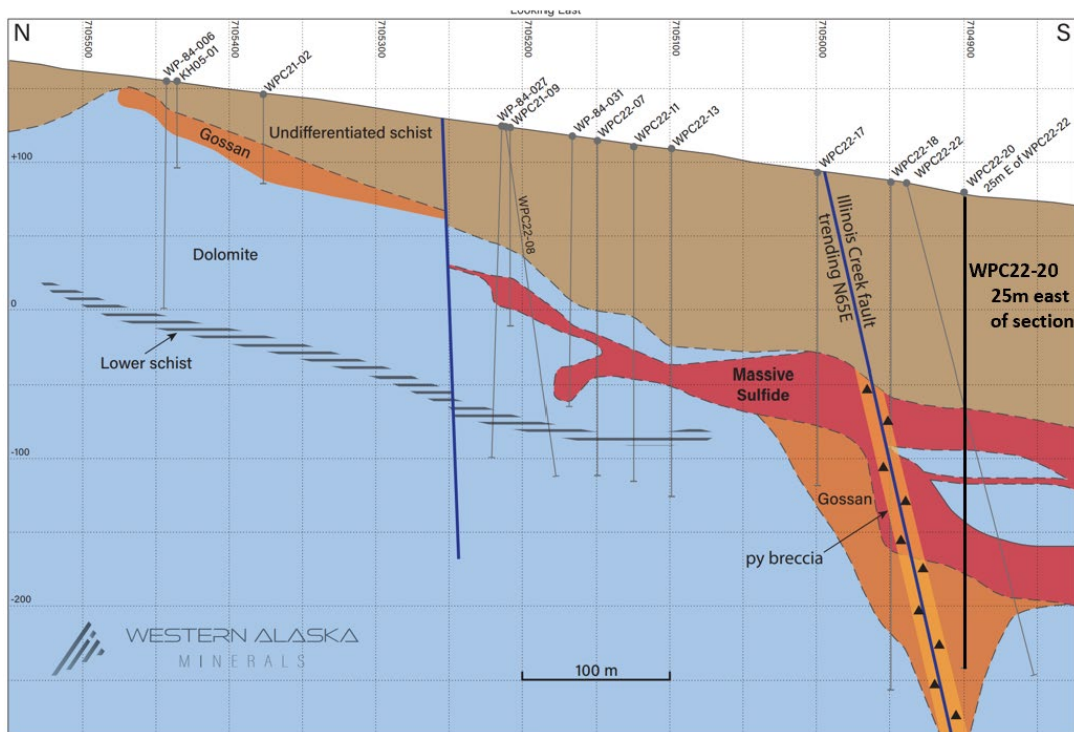 Looking East
N
S
7105500
7105400
7105300
7105200
7105100
7105000
7104900
WP-84-006
KH05-01
WPC21-02
WP-84-027
WPC21-09
WP-84-031
WPC22-07
WPC22-11
WPC22-13
WPC22-17
WPC22-18
WPC22-22
WPC22-20
25m E of WPC22-22
+100
0
-100
-200
Gossan
Undifferentiated schist
WPC22-08
Dolomite
Lower schist
Illinois Creek fault
trending N65E
WPC22-20
25m east
of section
Massive
Sulfide
Gossan
py breccia
WESTERN ALASKA
MINERALS
100 m